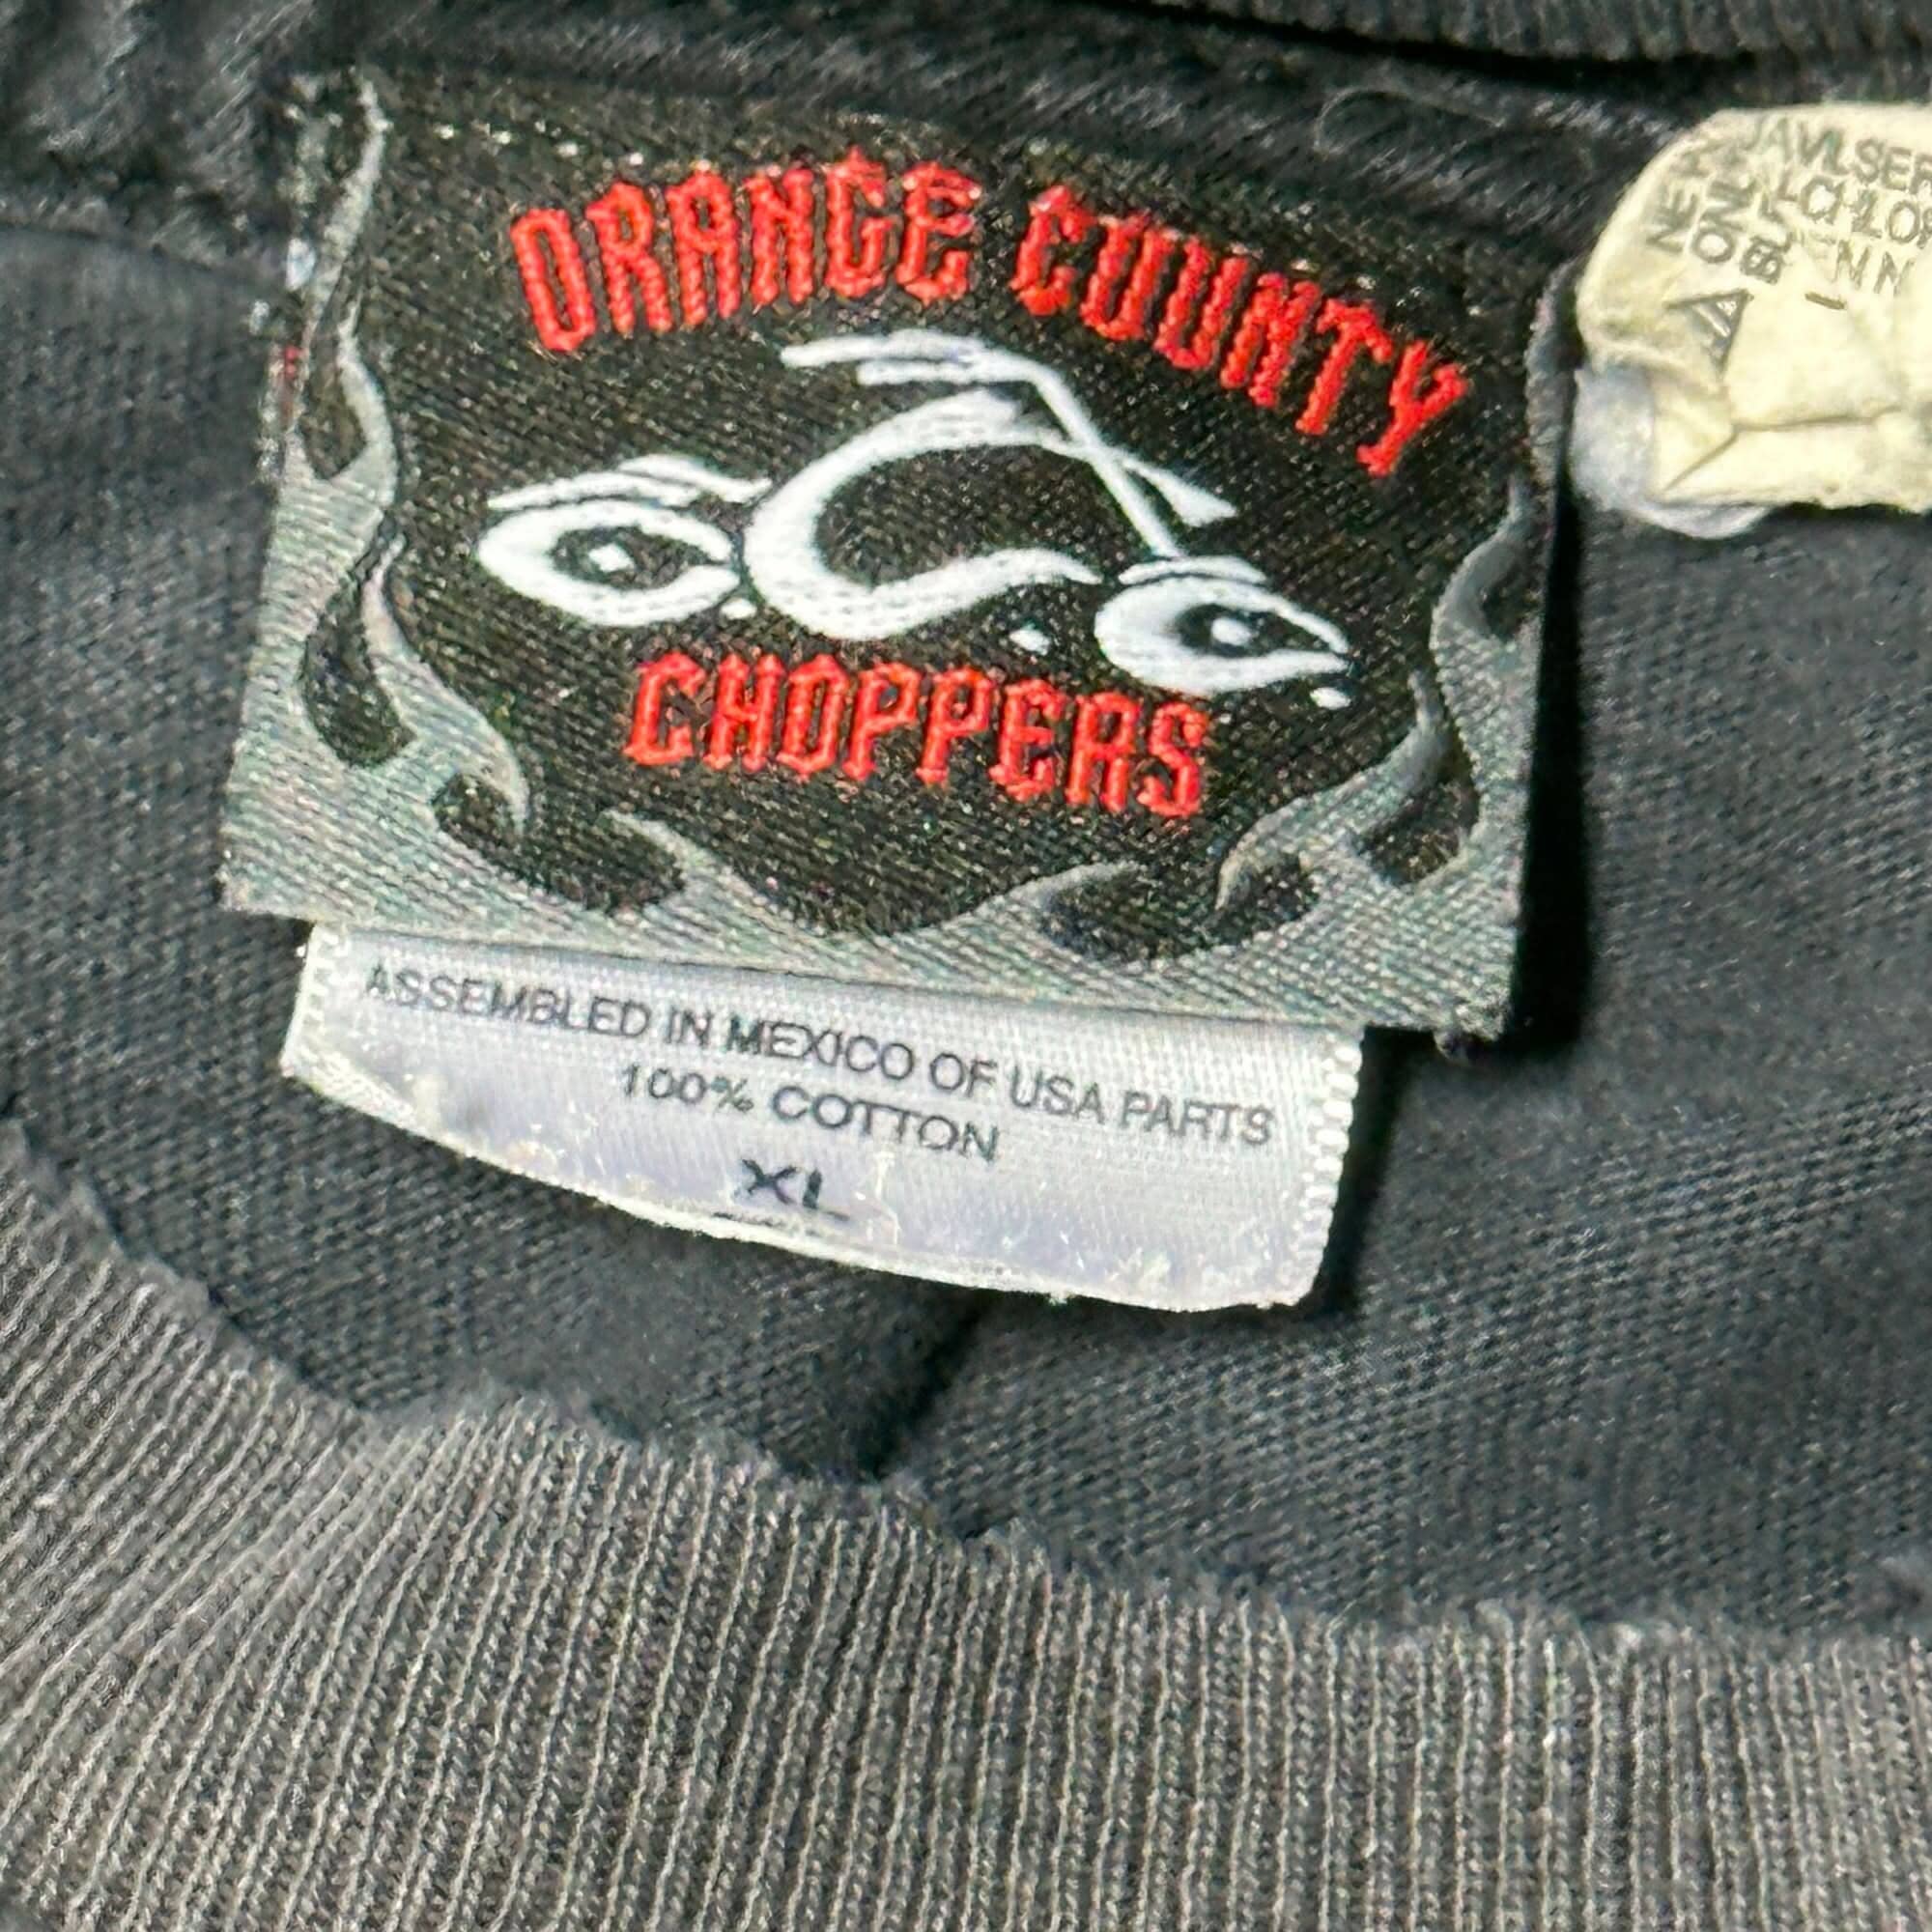 ORANGE COUNTY
CHOPPERS
ASSEMBLED IN MEXICO OF USA PARTS
100% COTTON
XL